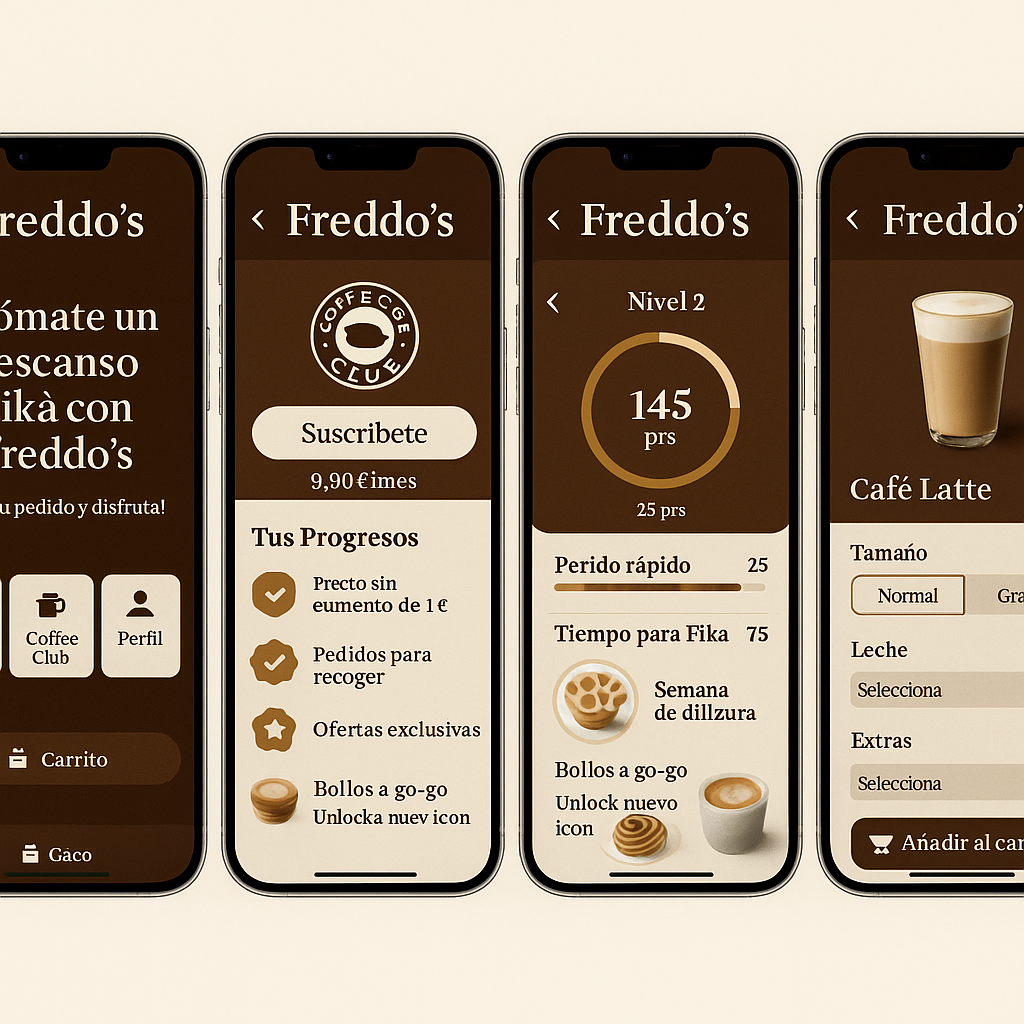 reddo's
ómate un
escanso
ikà con
reddo's
u pedido y disfruta!
Coffee
Club
Perfil
Carrito
Gaco
Freddo's
COFFECGE
CLUE
Suscribete
9,90 €imes
Tus Progresos
Precto sin
eumento de 1 €
Pedidos para
recoger
Ofertas exclusivas
Bollos a go-go
Unlocka nuev icon
Freddo's
Nivel 2
145
prs
25 prs
Perido rápido 25
Tiempo para Fika 75
Semana
de dillzura
Bollos a go-go
Unlock nuevo
icon
Freddo'
Café Latte
Tamańo
Normal Gra
Leche
Selecciona
Extras
Selecciona
Ańadir al car